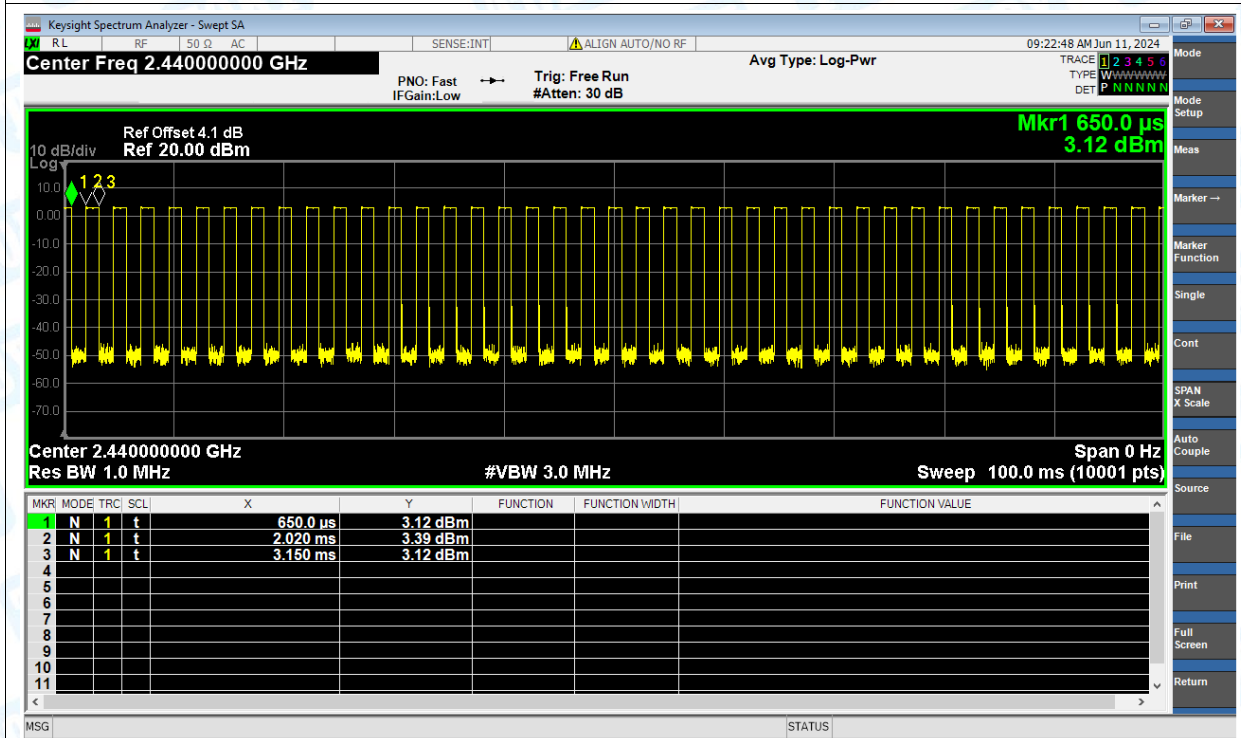 Keysight Spectrum Analyzer - Swept SA
LXI RL RF 50 Ω AC SENSE:INT ALIGN AUTO/NO RF 09:22:48 AM Jun 11, 2024
Center Freq 2.440000000 GHz
PNO: Fast
IFGain:Low
Trig: Free Run
#Atten: 30 dB
Avg Type: Log-Pwr
TRACE 1 2 3 4 5 6
TYPE WWWWWW
DET P N N N N N
Ref Offset 4.1 dB
10 dB/div Ref 20.00 dBm
Log
Mkr1 650.0 µs
3.12 dBm
1 2 3
10.0
0.00
-10.0
-20.0
-30.0
-40.0
-50.0
-60.0
-70.0
Center 2.440000000 GHz Span 0 Hz
Res BW 1.0 MHz #VBW 3.0 MHz Sweep 100.0 ms (10001 pts)
MKR MODE TRC SCL X Y FUNCTION FUNCTION WIDTH FUNCTION VALUE
1 N 1 t 650.0 µs 3.12 dBm
2 N 1 t 2.020 ms 3.39 dBm
3 N 1 t 3.150 ms 3.12 dBm
4
5
6
7
8
9
10
11
MSG STATUS
Mode
Mode
Setup
Meas
Marker →
Marker
Function
Single
Cont
SPAN
X Scale
Auto
Couple
Source
File
Print
Full
Screen
Return